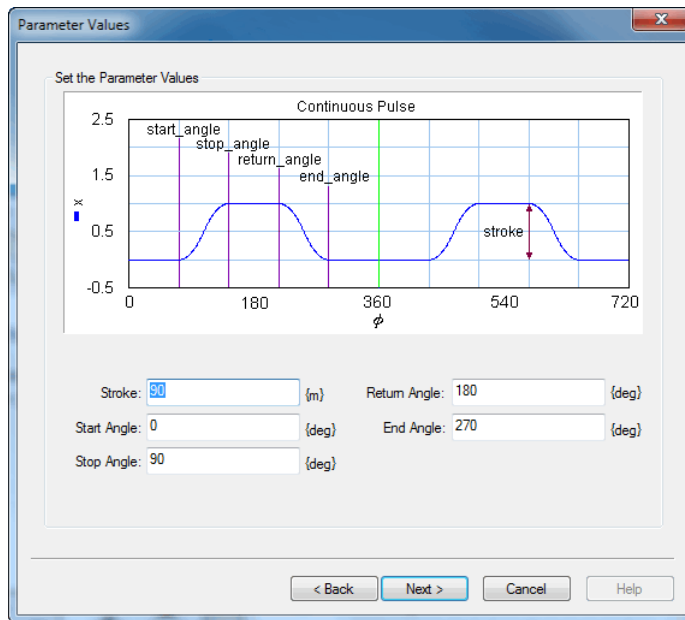 Parameter Values
x
Set the Parameter Values
Continuous Pulse
2.5
start_angle
stop_angle
return_angle
end_angle
1.5
x
0.5
stroke
-0.5
0 180 360 540 720
ϕ
Stroke: 90 {m} Return Angle: 180 {deg}
Start Angle: 0 {deg} End Angle: 270 {deg}
Stop Angle: 90 {deg}
< Back Next > Cancel Help